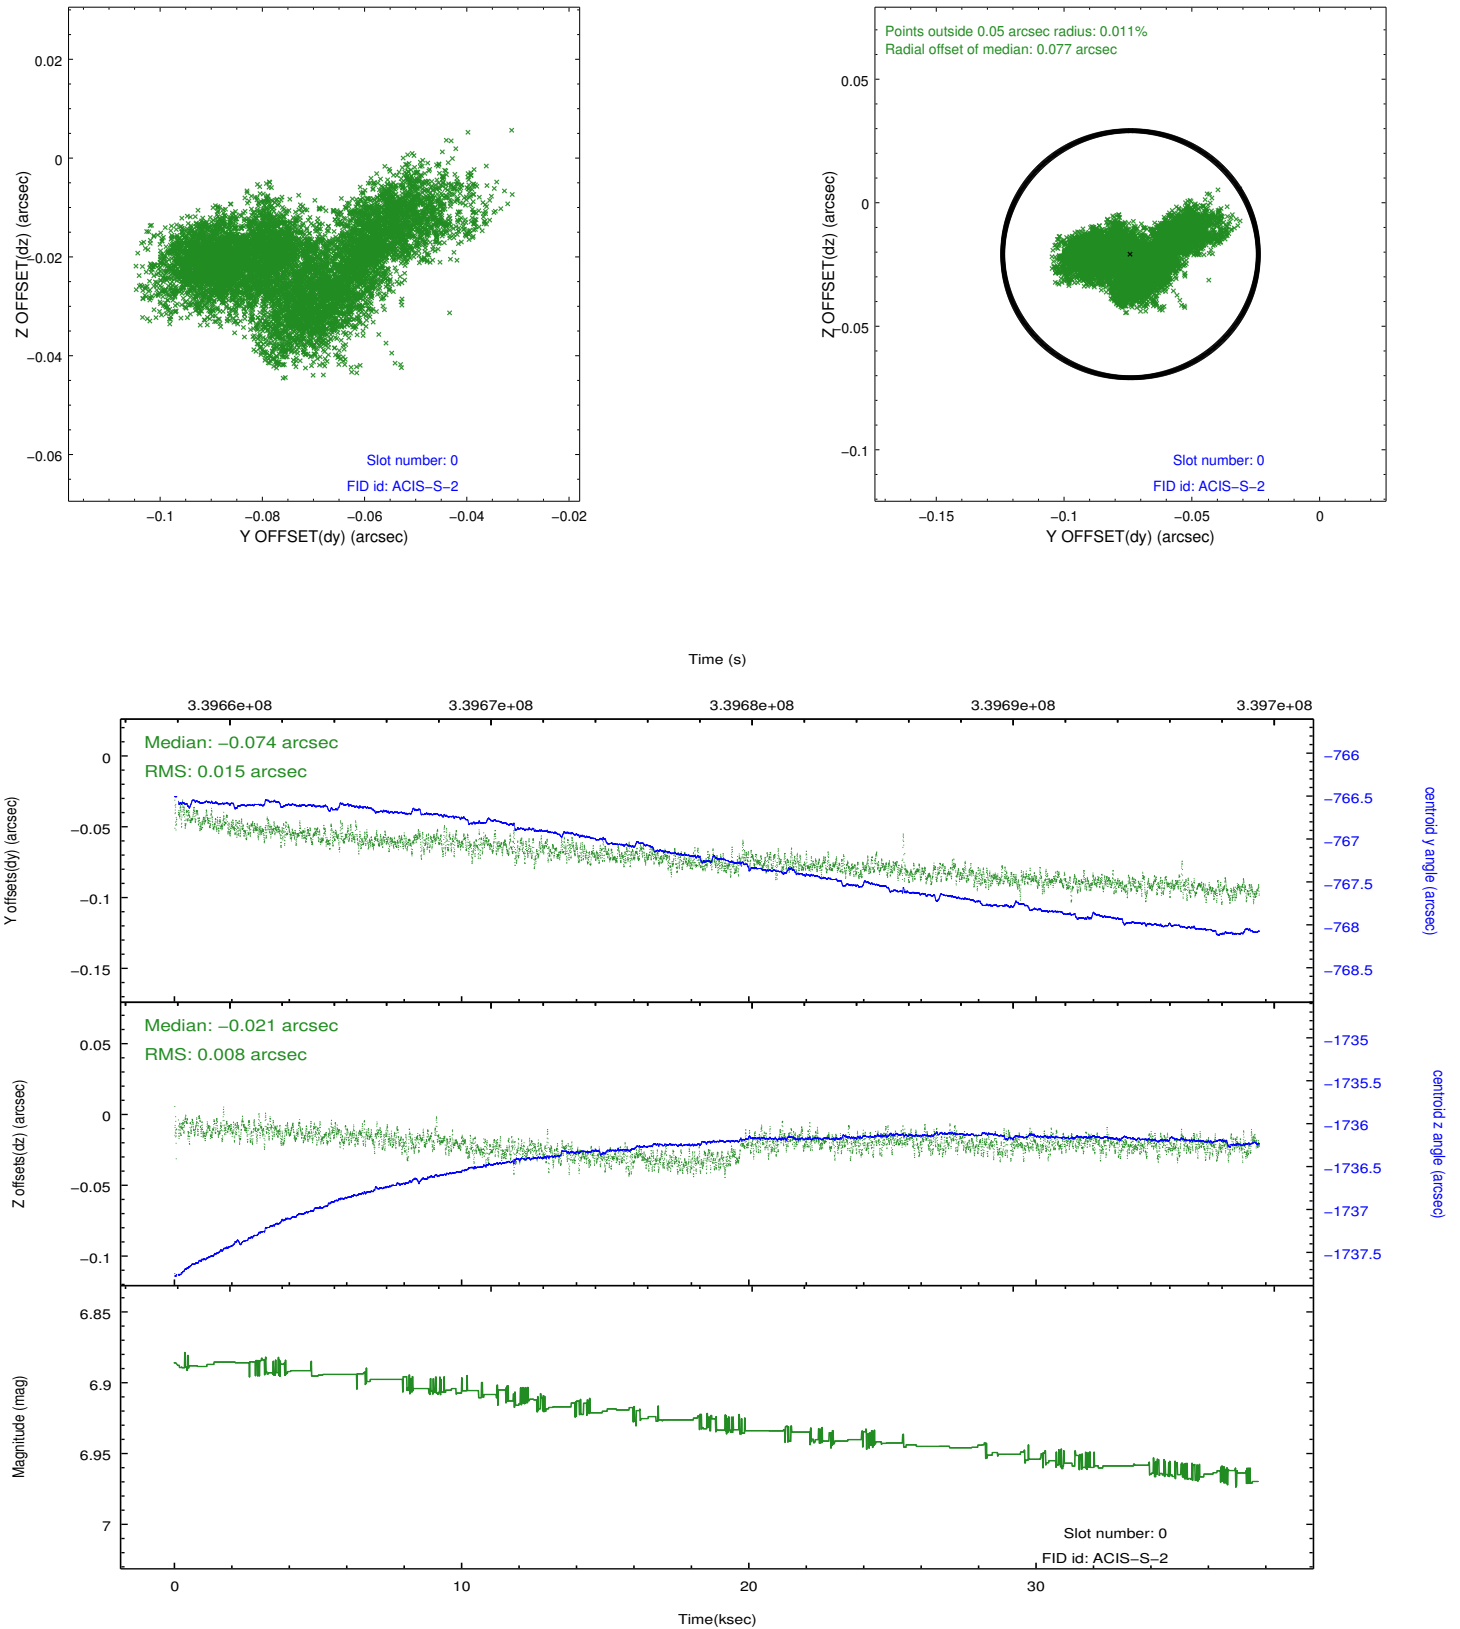 0.02
0
−0.02
−0.04
−0.06
Z OFFSET(dz) (arcsec)
Slot number: 0
FID id: ACIS−S−2
−0.1
−0.08
−0.06
−0.04
−0.02
Y OFFSET(dy) (arcsec)
Points outside 0.05 arcsec radius: 0.011%
Radial offset of median: 0.077 arcsec
0.05
0
−0.05
−0.1
Z OFFSET(dz) (arcsec)
Slot number: 0
FID id: ACIS−S−2
−0.15
−0.1
−0.05
0
Y OFFSET(dy) (arcsec)
Time (s)
3.3966e+08
3.3967e+08
3.3968e+08
3.3969e+08
3.397e+08
Median: −0.074 arcsec
RMS: 0.015 arcsec
0
−0.05
−0.1
−0.15
Y offsets(dy) (arcsec)
−766
−766.5
−767
−767.5
−768
−768.5
centroid y angle (arcsec)
Median: −0.021 arcsec
RMS: 0.008 arcsec
0.05
0
−0.05
−0.1
Z offsets(dz) (arcsec)
−1735
−1735.5
−1736
−1736.5
−1737
−1737.5
centroid z angle (arcsec)
6.85
6.9
6.95
7
Magnitude (mag)
Slot number: 0
FID id: ACIS−S−2
0
10
20
30
Time(ksec)